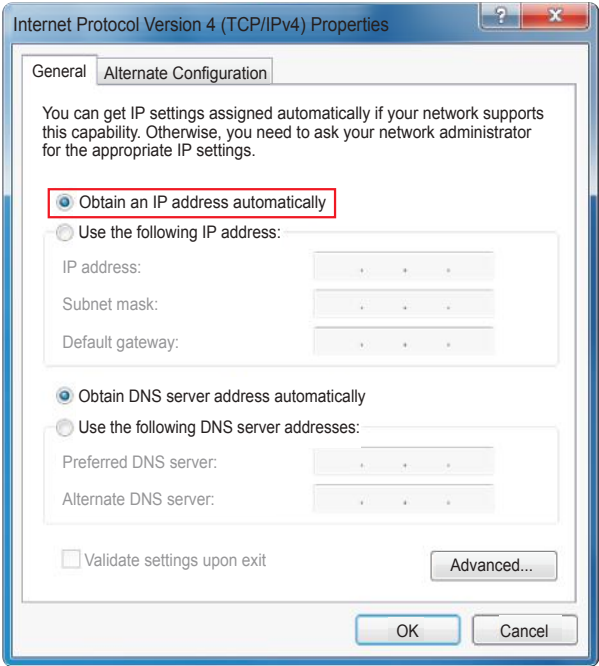 Internet Protocol Version 4 (TCP/IPv4) Properties
General
Alternate Configuration
You can get IP settings assigned automatically if your network supports
this capability. Otherwise, you need to ask your network administrator
for the appropriate IP settings.
Obtain an IP address automatically
Use the following IP address:
IP address:
Subnet mask:
Default gateway:
Obtain DNS server address automatically
Use the following DNS server addresses:
Preferred DNS server:
Alternate DNS server:
Validate settings upon exit
Advanced...
OK
Cancel